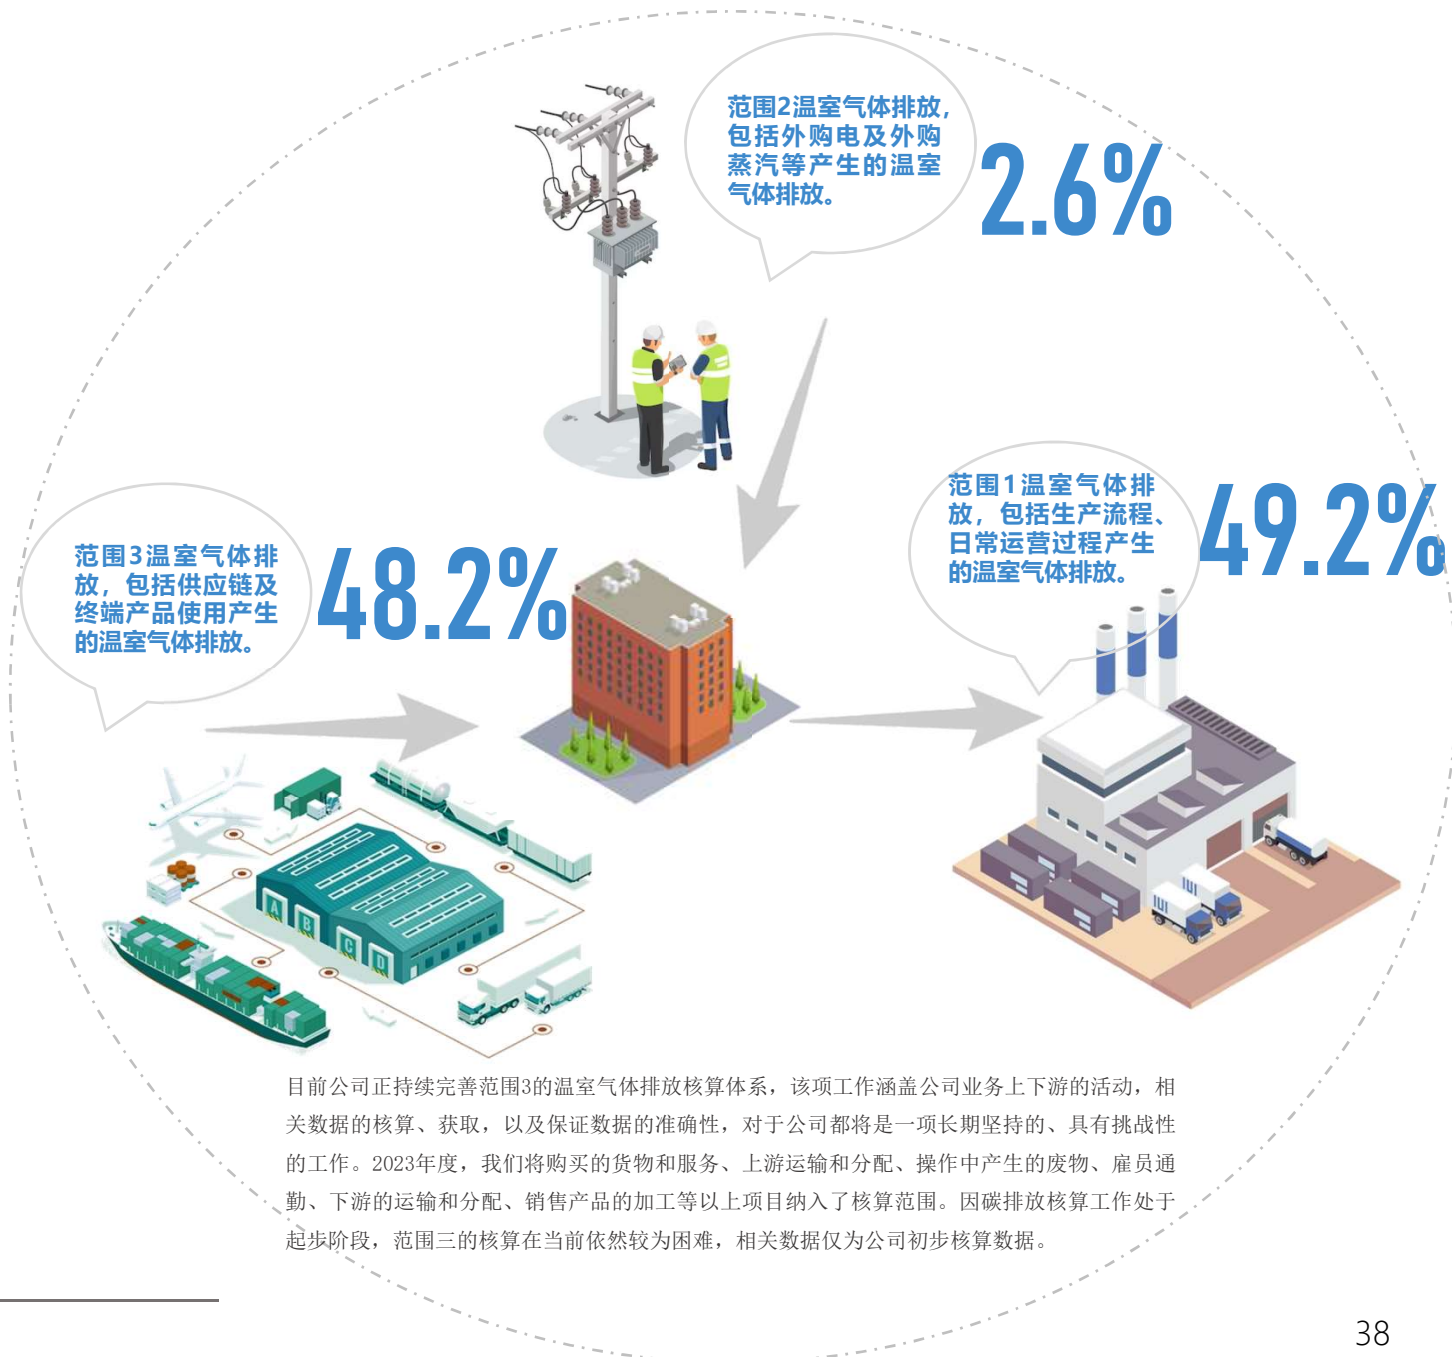 范围2温室气体排放,
包括外购电及外购
蒸汽等产生的温室
气体排放。
2.6%
范围1温室气体排
放，包括生产流程、
日常运营过程产生
的温室气体排放。
49.2%
范围3温室气体排
放，包括供应链及
终端产品使用产生
的温室气体排放。
48.2%
A
B
C
D
目前公司正持续完善范围3的温室气体排放核算体系，该项工作涵盖公司业务上下游的活动，相
关数据的核算、获取，以及保证数据的准确性，对于公司都将是一项长期坚持的、具有挑战性
的工作。2023年度，我们将购买的货物和服务、上游运输和分配、操作中产生的废物、雇员通
勤、下游的运输和分配、销售产品的加工等以上项目纳入了核算范围。因碳排放核算工作处于
起步阶段，范围三的核算在当前依然较为困难，相关数据仅为公司初步核算数据。
38